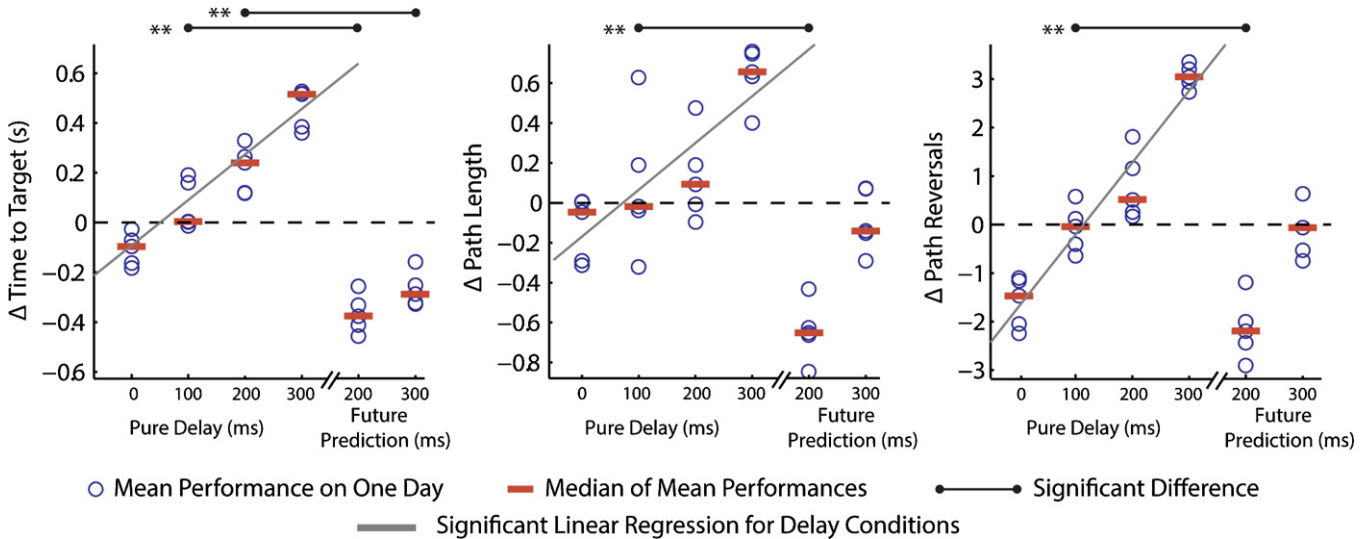 **
**
Δ Time to Target (s)
0.6
0.4
0.2
0
−0.2
−0.4
−0.6
0 100 200 300 200 300
Pure Delay (ms)
Future
Prediction (ms)
**
Δ Path Length
0.6
0.4
0.2
0
−0.2
−0.4
−0.6
−0.8
0 100 200 300 200 300
Pure Delay (ms)
Future
Prediction (ms)
**
Δ Path Reversals
3
2
1
0
−1
−2
−3
0 100 200 300 200 300
Pure Delay (ms)
Future
Prediction (ms)
Mean Performance on One Day
Median of Mean Performances
Significant Difference
Significant Linear Regression for Delay Conditions